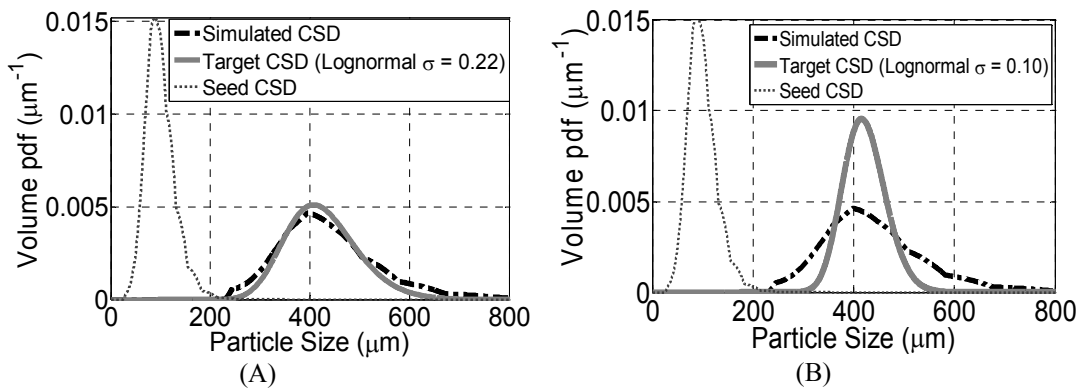 0.015
0.01
0.005
0
Volume pdf (μm⁻¹)
Simulated CSD
Target CSD (Lognormal σ = 0.22)
Seed CSD
0 200 400 600 800
Particle Size (μm)
(A)
0.015
0.01
0.005
0
Volume pdf (μm⁻¹)
Simulated CSD
Target CSD (Lognormal σ = 0.10)
Seed CSD
0 200 400 600 800
Particle Size (μm)
(B)